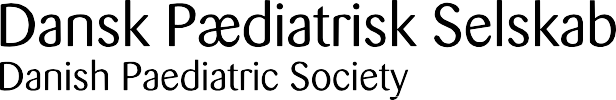 Dansk Pædiatrisk Selskab
Danish Paediatric Society